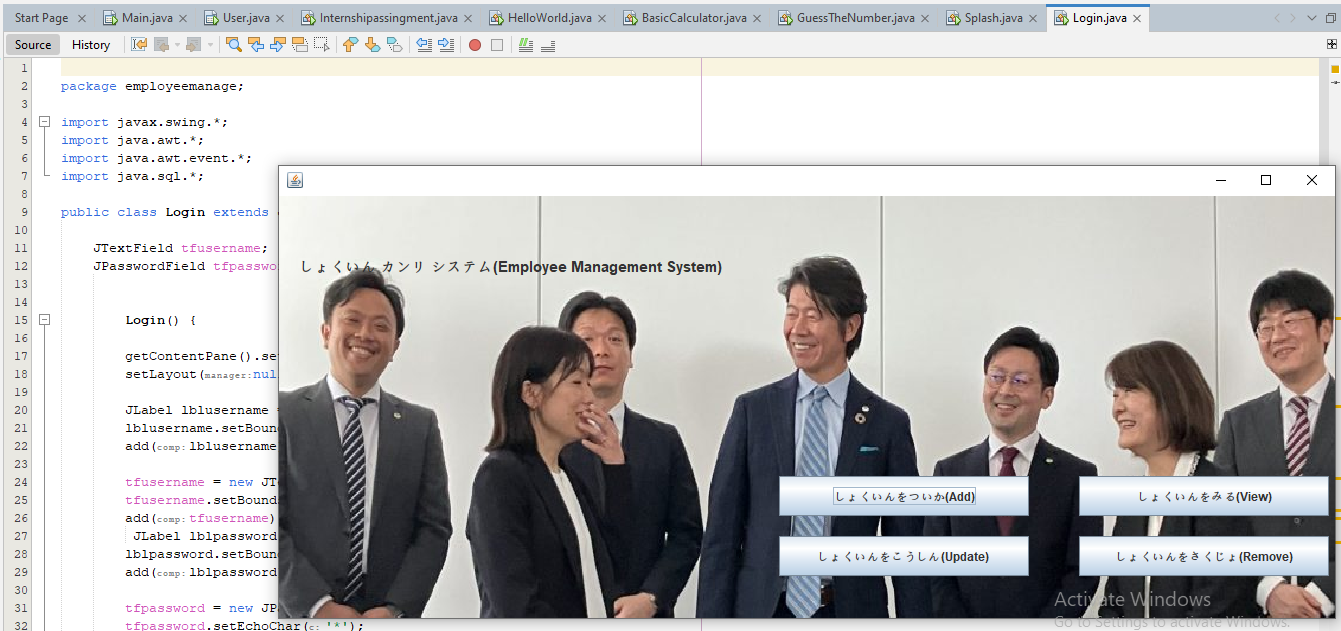 Start Page Main.java User.java Internshipassingment.java HelloWorld.java BasicCalculator.java GuessTheNumber.java Splash.java Login.java
Source History
1
2 package employeemanage;
3
4 import javax.swing.*;
5 import java.awt.*;
6 import java.awt.event.*;
7 import java.sql.*;
8
9 public class Login extends
10
11 JTextField tfusername;
12 JPasswordField tfpasswo
13
14
15 Login() {
16
17 getContentPane().se
18 setLayout(manager:nul
19
20 JLabel lblusername
21 lblusername.setBoun
22 add(comp:lblusername
23
24 tfusername = new JTe
25 tfusername.setBound
26 add(comp:tfusername)
27 JLabel lblpassword
28 lblpassword.setBoun
29 add(comp:lblpassword
30
31 tfpassword = new JPa
32 tfpassword.setEchoChar(c:'*');
しょくいん カンリ システム(Employee Management System)
しょくいんをついか(Add) しょくいんをみる(View)
しょくいんをこうしん(Update) しょくいんをさくじょ(Remove)
Activate Windows
Go to Settings to activate Windows.